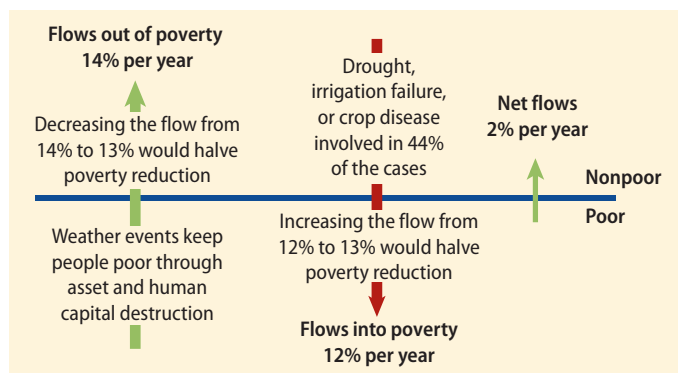 Flows out of poverty
14% per year
Decreasing the flow from
14% to 13% would halve
poverty reduction
Weather events keep
people poor through
asset and human
capital destruction
Drought,
irrigation failure,
or crop disease
involved in 44%
of the cases
Increasing the flow from
12% to 13% would halve
poverty reduction
Flows into poverty
12% per year
Net flows
2% per year
Nonpoor
Poor